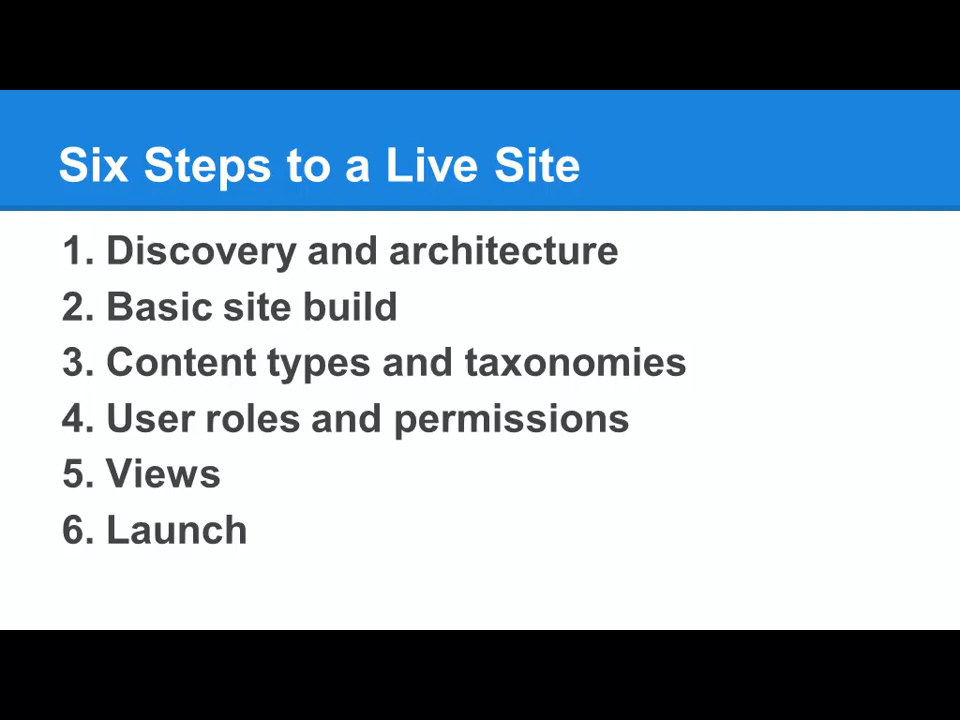 Six Steps to a Live Site
1. Discovery and architecture
2. Basic site build
3. Content types and taxonomies
4. User roles and permissions
5. Views
6. Launch